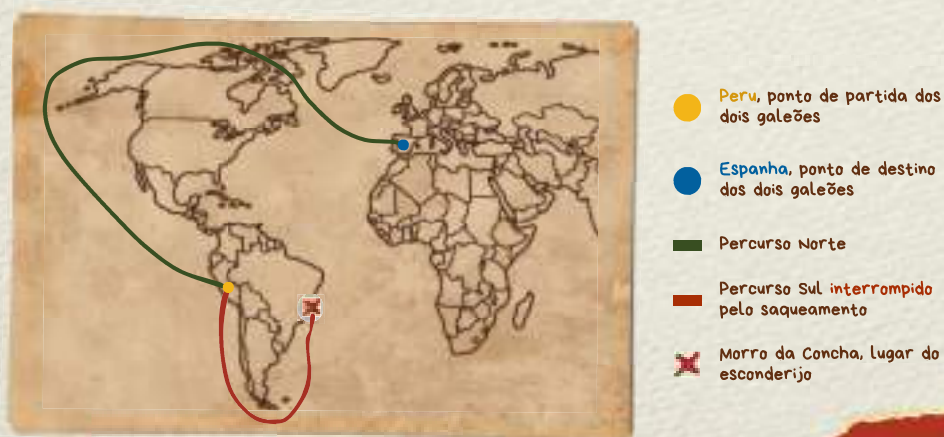 Peru, ponto de partida dos
dois galeões
Espanha, ponto de destino
dos dois galeões
Percurso Norte
Percurso Sul interrompido
pelo saqueamento
Morro da Concha, lugar do
esconderijo